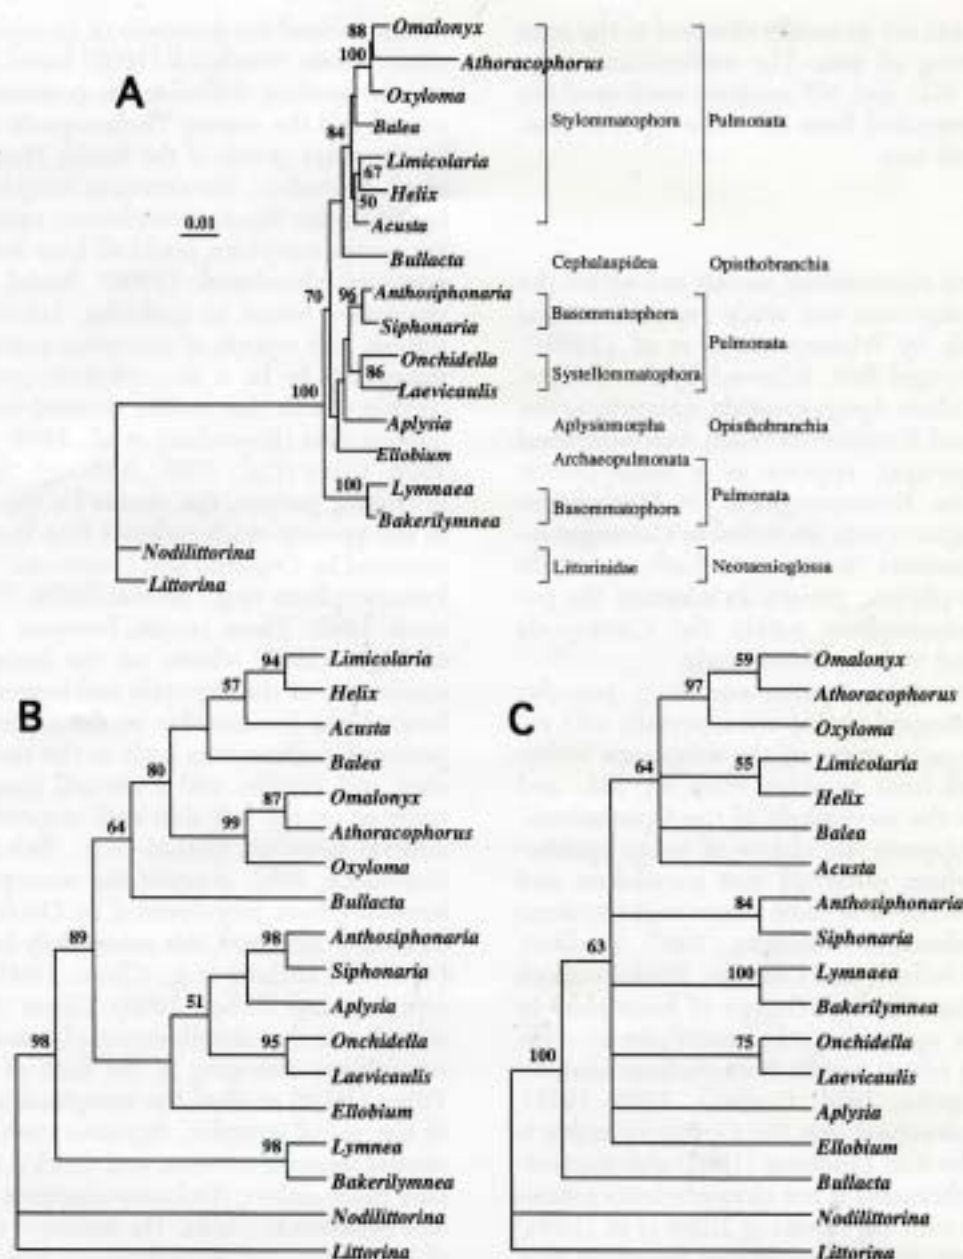 88
Omalonyx
100
Athoracophorus
A
Oxyloma
Balea
84
Stylommatophora
Pulmonata
Limicolaria
67
Helix
50
Acusta
0.01
Bullacta
Cephalaspidea
Opisthobranchia
70
96
Anthosiphonaria
Siphonaria
Basommatophora
Pulmonata
Onchidella
86
Laevicaulis
Systellommatophora
100
Aplysia
Aplysiomorpha
Opisthobranchia
Ellobium
Archaeopulmonata
100
Lymnaea
Bakerilymnea
Basommatophora
Pulmonata
Nodilittorina
Littorina
Littorinidae
Neotaenioglossa
B
94
Limicolaria
57
Helix
Acusta
80
Balea
87
Omalonyx
64
99
Athoracophorus
Oxyloma
Bullacta
89
98
Anthosiphonaria
Siphonaria
51
Aplysia
98
95
Onchidella
Laevicaulis
Ellobium
98
Lymnea
Bakerilymnea
Nodilittorina
Littorina
C
59
Omalonyx
97
Athoracophorus
Oxyloma
64
55
Limicolaria
Helix
Balea
Acusta
84
Anthosiphonaria
63
Siphonaria
100
Lymnaea
Bakerilymnea
100
75
Onchidella
Laevicaulis
Aplysia
Ellobium
Bullacta
Nodilittorina
Littorina